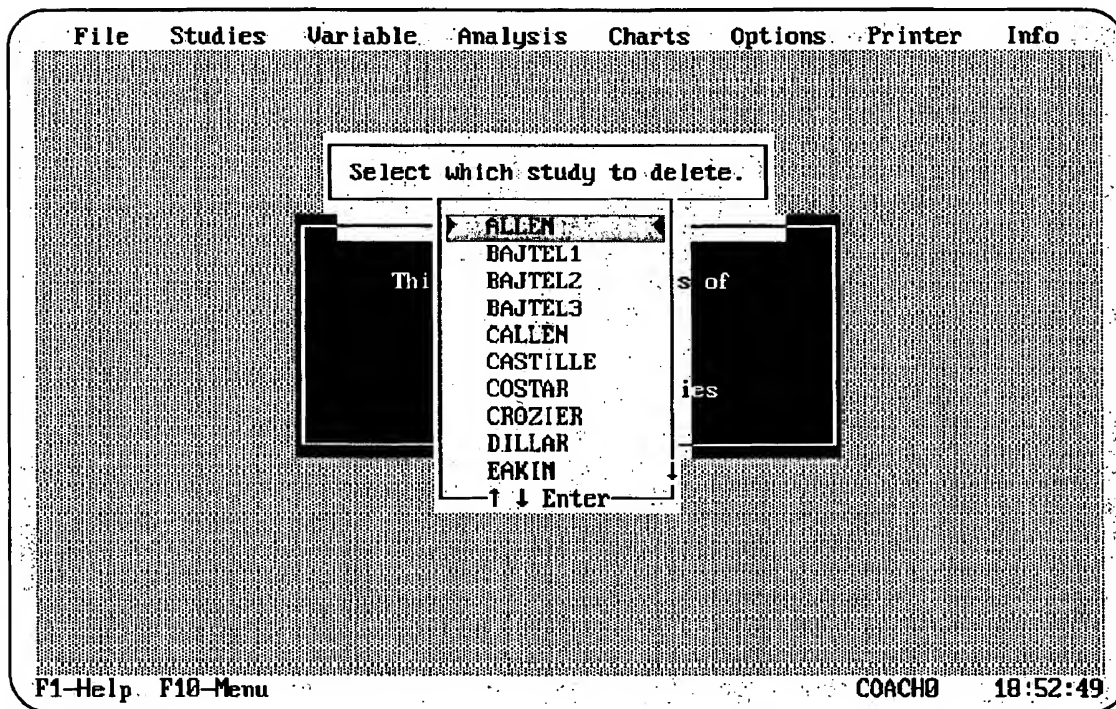 File Studies Variable Analysis Charts Options Printer Info
Select which study to delete.
ALLEN
BAJTEL1
Thi BAJTEL2 s of
BAJTEL3
CALLEN
CASTILLE
COSTAR ies
CROZIER
DILLAR
EAKIN ↓
↑ ↓ Enter
F1-Help F10-Menu COACH0 18:52:49